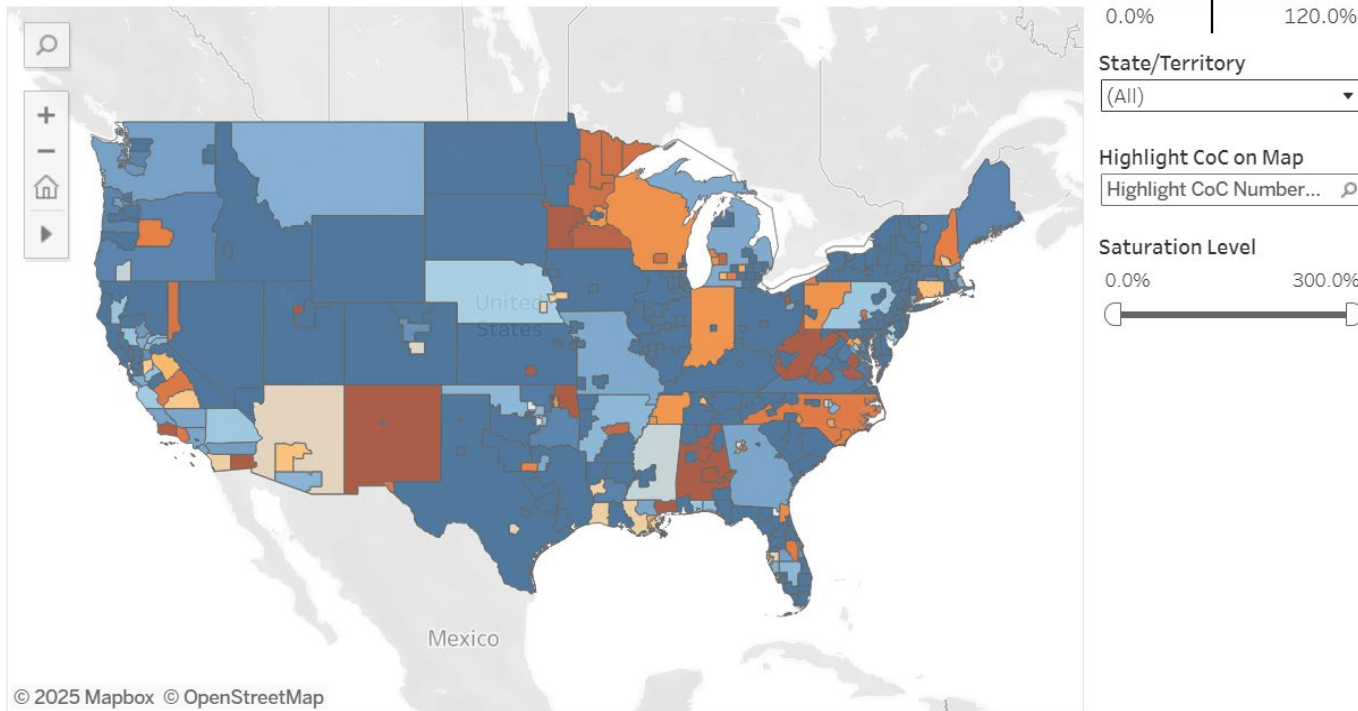 0.0% 120.0%
State/Territory
(All)
Highlight CoC on Map
Highlight CoC Number...
Saturation Level
0.0% 300.0%
United
States
Mexico
© 2025 Mapbox © OpenStreetMap